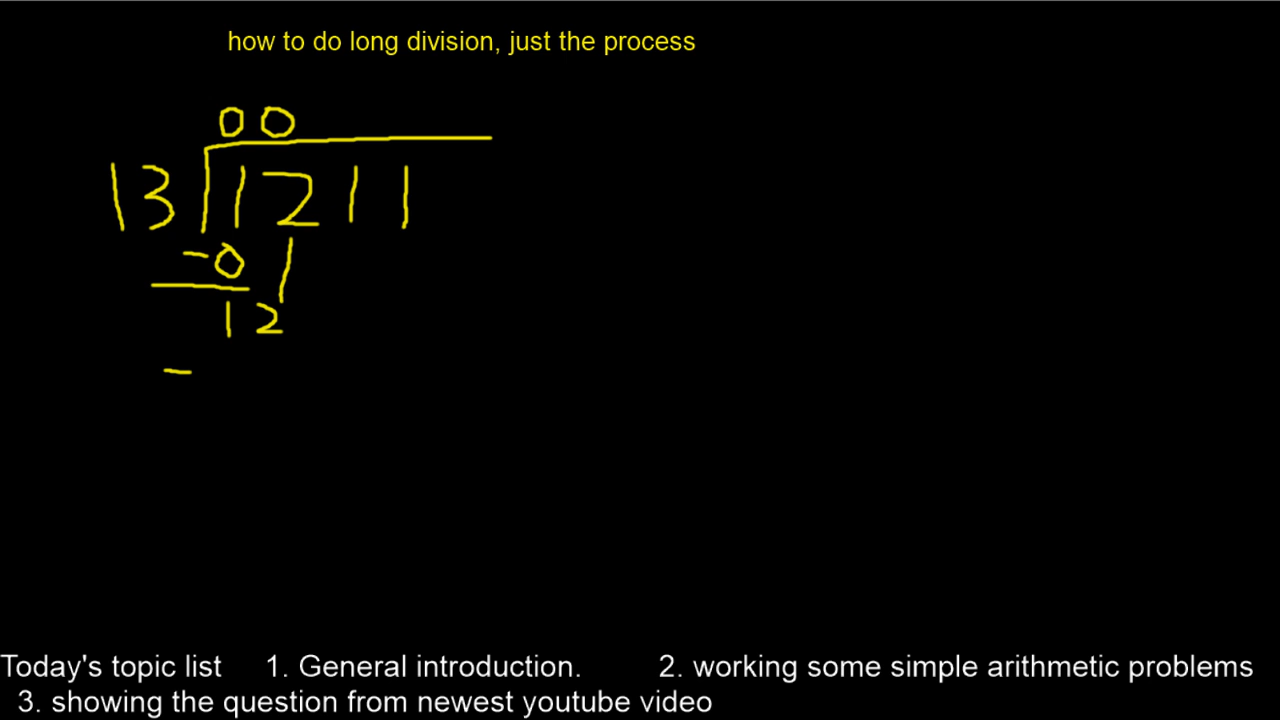 how to do long division, just the process
00
13 1211
-0
12
-
Today's topic list 1. General introduction. 2. working some simple arithmetic problems
3. showing the question from newest youtube video